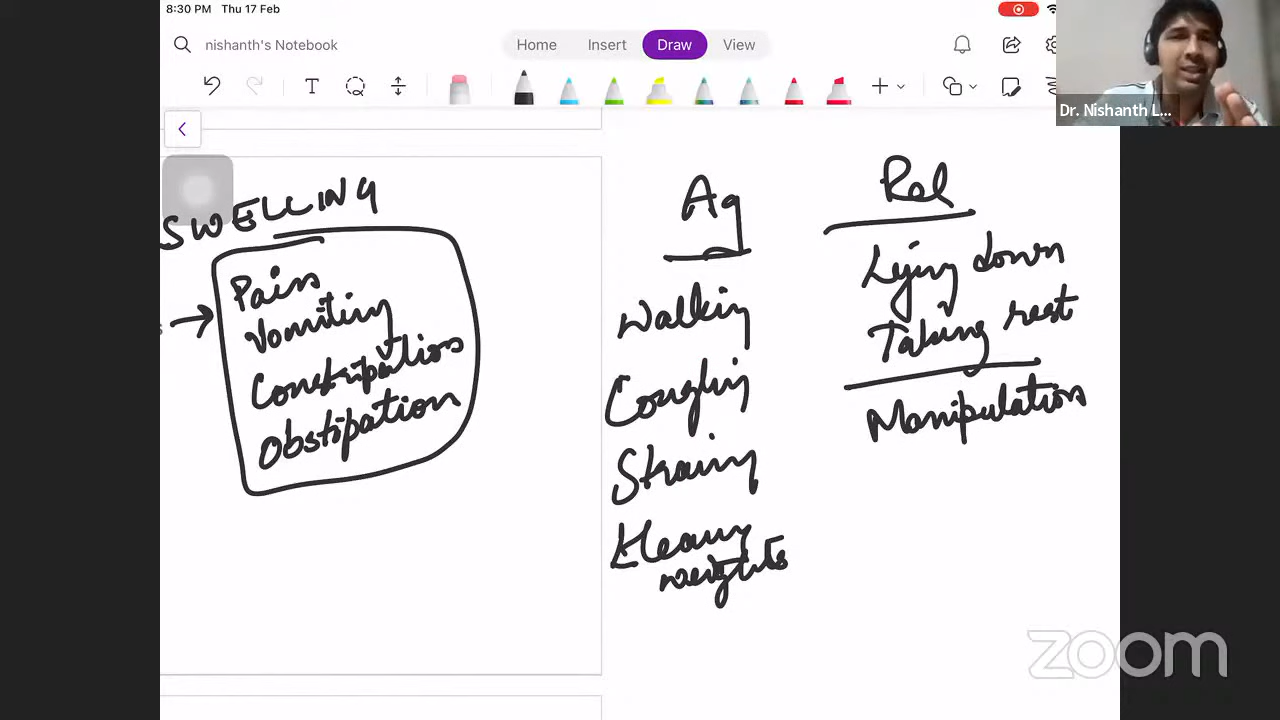 8:30 PM Thu 17 Feb
nishanth's Notebook
Home Insert Draw View
Dr. Nishanth L...
SWELLING
Pain
Vomiting
Constipation
Obstipation
Ag
Walking
Coughing
Straining
Heavy
weights
Rel
Lying down
Taking rest
Manipulation
zoom